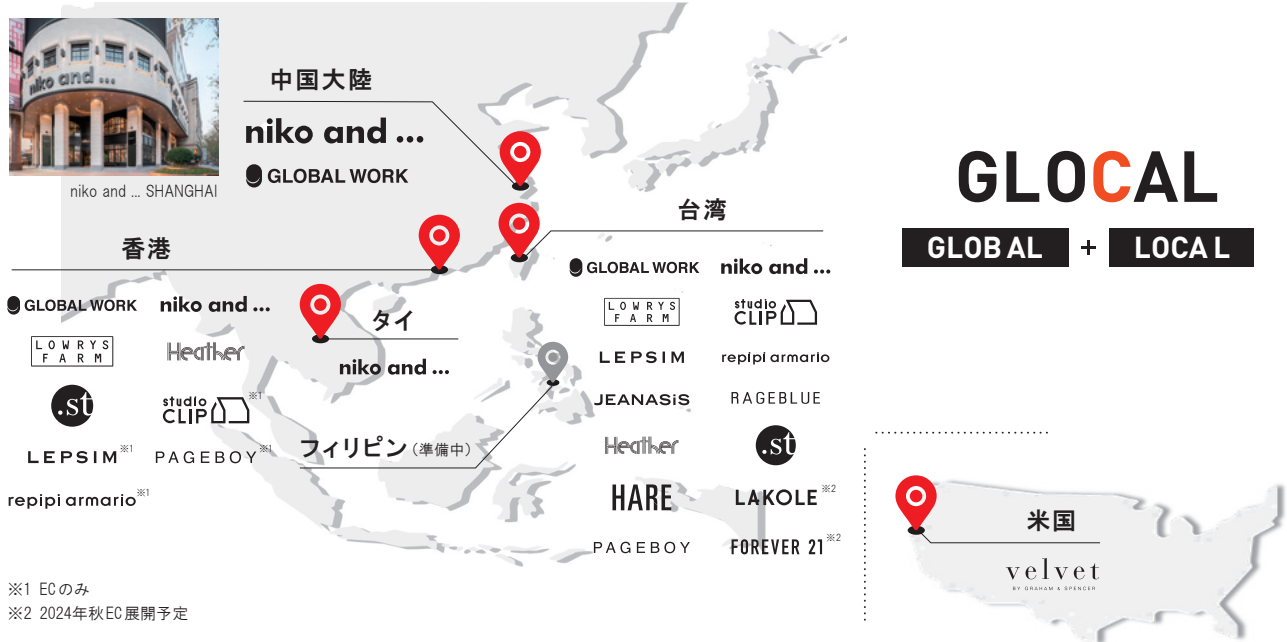 niko and ...
niko and ... SHANGHAI
中国大陸
niko and ...
GLOBAL WORK
香港
GLOBAL WORK
niko and ...
LOWRYS
FARM
Heather
.st
studio
CLIP※1
LEPSIM※1
PAGEBOY※1
repipi armario※1
タイ
niko and ...
フィリピン（準備中）
台湾
GLOBAL WORK
niko and ...
LOWRYS
FARM
studio
CLIP
LEPSIM
repipi armario
JEANASiS
RAGEBLUE
Heather
.st
HARE
LAKOLE※2
PAGEBOY
FOREVER 21※2
※1 ECのみ
※2 2024年秋EC展開予定
GLOCAL
GLOBAL + LOCAL
米国
velvet
BY GRAHAM & SPENCER